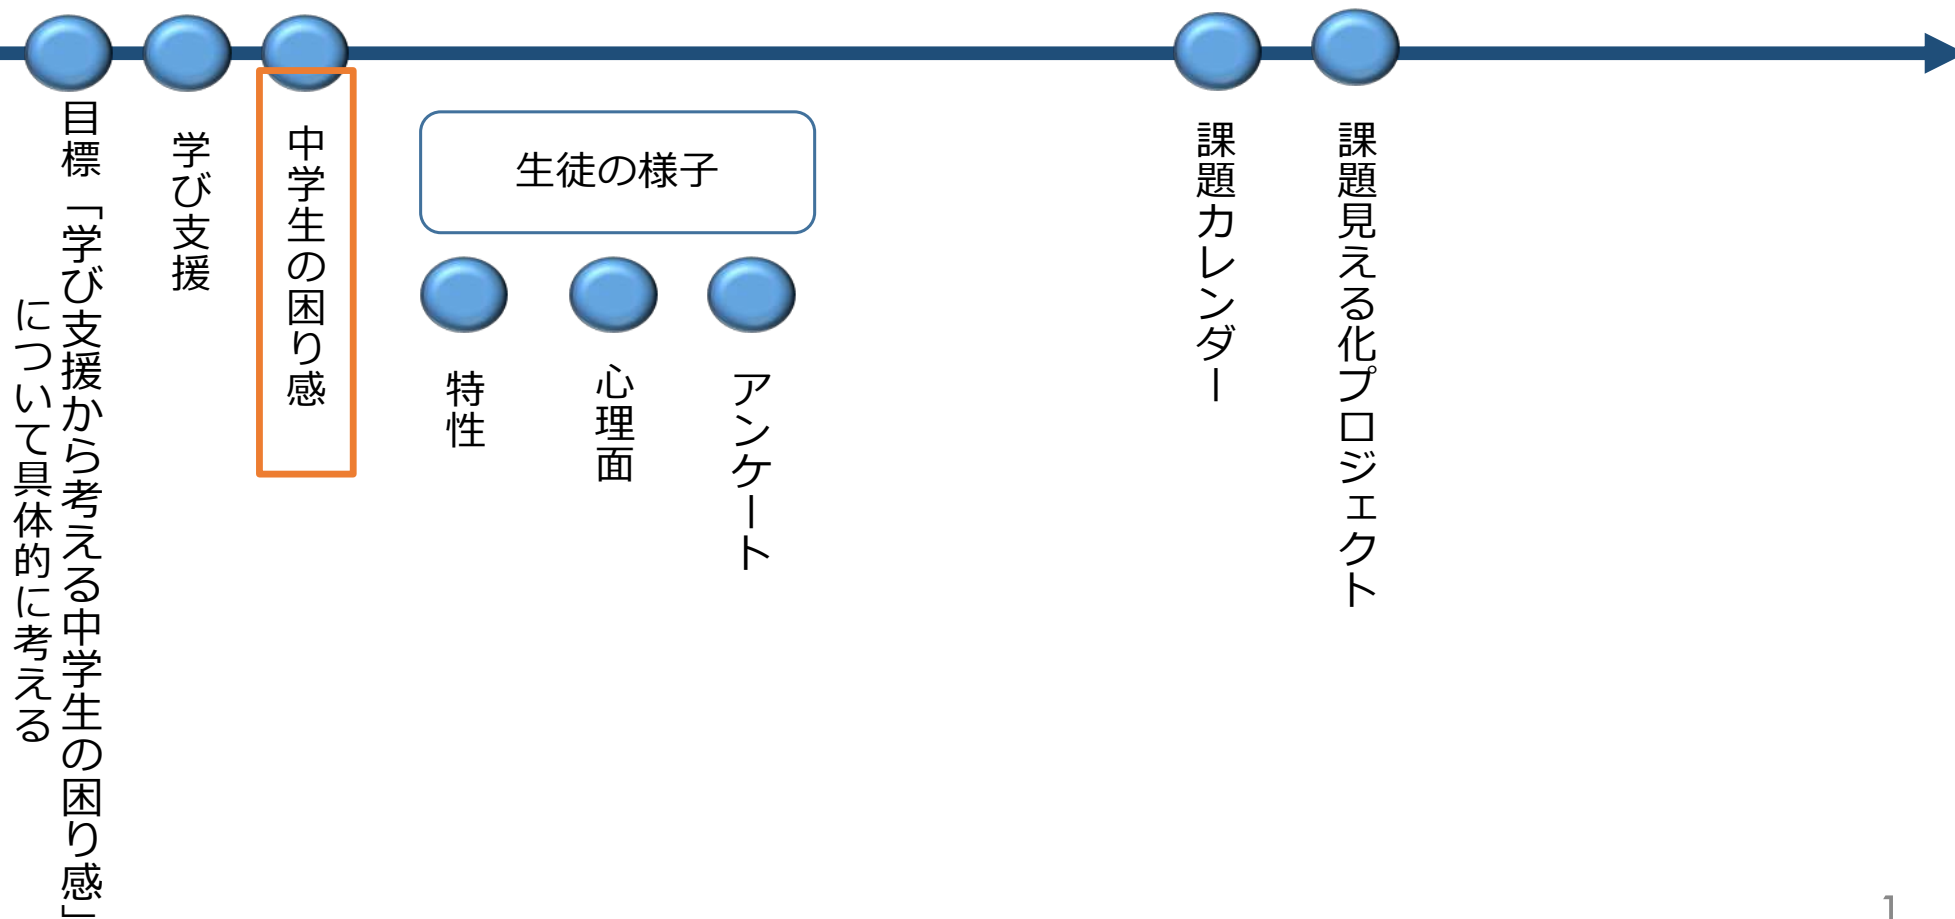 目標「学び支援から考える中学生の困り感」
について具体的に考える
学び支援
中学生の困り感
生徒の様子
特性
心理面
アンケート
課題カレンダー
課題見える化プロジェクト
1